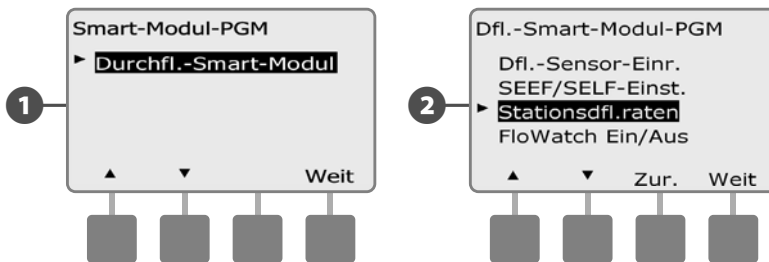 1
Smart-Modul-PGM
► Durchfl.-Smart-Modul
▲ ▼ Weit
2
Dfl.-Smart-Modul-PGM
Dfl.-Sensor-Einr.
SEEF/SELF-Einst.
► Stationsdfl.raten
FloWatch Ein/Aus
▲ ▼ Zur. Weit